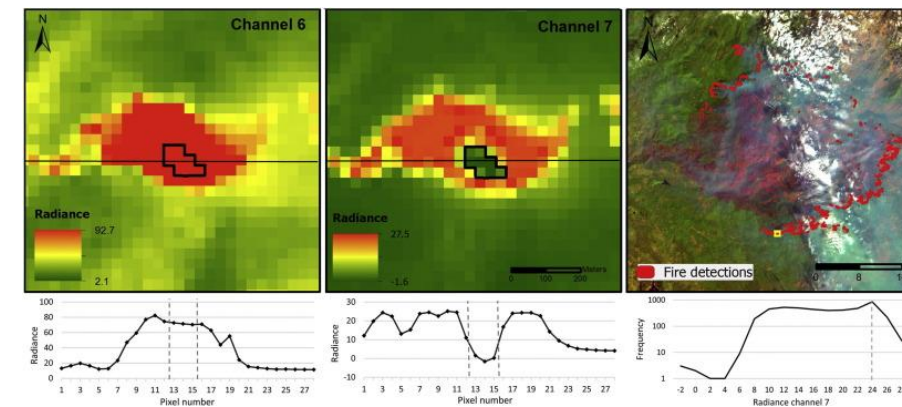 N
Channel 6
Radiance
92.7
2.1
N
Channel 7
Radiance
27.5
-1.6
0
100
200
Meters
N
Fire detections
0
8
Radiance
100
80
60
40
20
0
1 3 5 7 9 11 13 15 17 19 21 23 25 27
Pixel number
Radiance
30
20
10
0
-10
1 3 5 7 9 11 13 15 17 19 21 23 25 27
Pixel number
Frequency
1000
100
10
1
-2 0 2 4 6 8 10 12 14 16 18 20 22 24 26
Radiance channel 7